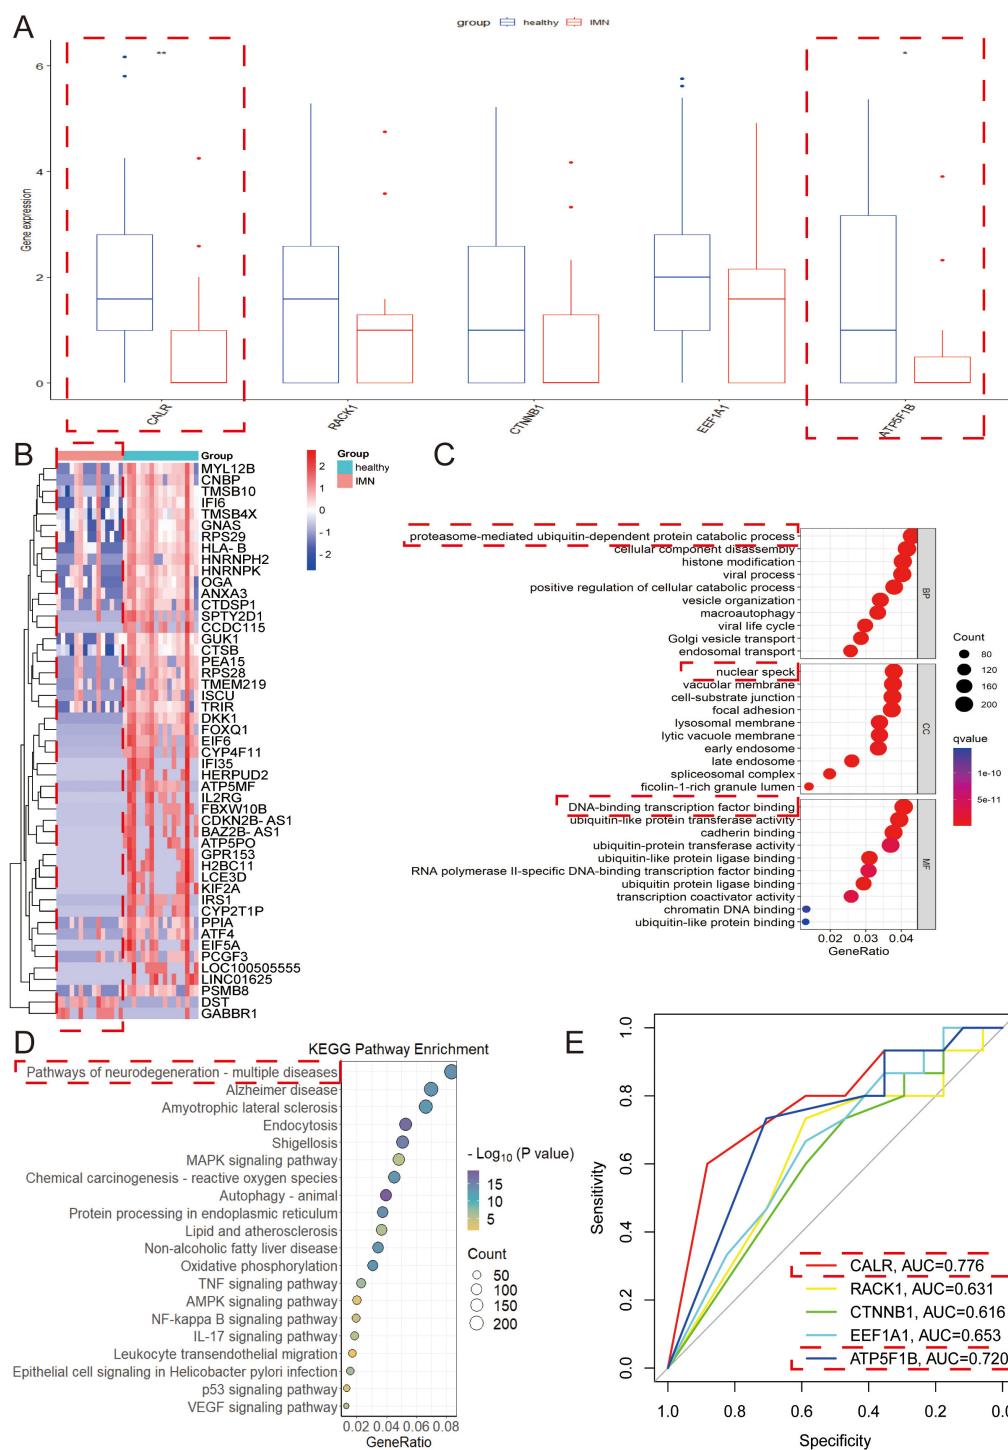 A
group healthy IMN
**
*
Gene expression
6
4
2
0
CALR
RACK1
CTNNB1
EEF1A1
ATP5F1B
B
Group
MYL12B
CNBP
TMSB10
IFI6
TMSB4X
GNAS
RPS29
HLA- B
HNRNPH2
HNRNPK
OGA
ANXA3
CTDSP1
SPTY2D1
CCDC115
GUK1
CTSB
PEA15
RPS28
TMEM219
ISCU
TRIR
DKK1
FOXQ1
EIF6
CYP4F11
IFI35
HERPUD2
ATP5MF
IL2RG
FBXW10B
CDKN2B- AS1
BAZ2B- AS1
ATP5PO
GPR153
H2BC11
LCE3D
KIF2A
IRS1
CYP2T1P
PPIA
ATF4
EIF5A
PCGF3
LOC100505555
LINC01625
PSMB8
DST
GABBR1
2
1
0
- 1
- 2
Group
healthy
IMN
C
proteasome-mediated ubiquitin-dependent protein catabolic process
cellular component disassembly
histone modification
viral process
positive regulation of cellular catabolic process
vesicle organization
macroautophagy
viral life cycle
Golgi vesicle transport
endosomal transport
BP
nuclear speck
vacuolar membrane
cell-substrate junction
focal adhesion
lysosomal membrane
lytic vacuole membrane
early endosome
late endosome
spliceosomal complex
ficolin-1-rich granule lumen
CC
DNA-binding transcription factor binding
ubiquitin-like protein transferase activity
cadherin binding
ubiquitin-protein transferase activity
ubiquitin-like protein ligase binding
RNA polymerase II-specific DNA-binding transcription factor binding
ubiquitin protein ligase binding
transcription coactivator activity
chromatin DNA binding
ubiquitin-like protein binding
MF
0.02 0.03 0.04
GeneRatio
Count
80
120
160
200
qvalue
1e-10
5e-11
D
KEGG Pathway Enrichment
Pathways of neurodegeneration - multiple diseases
Alzheimer disease
Amyotrophic lateral sclerosis
Endocytosis
Shigellosis
MAPK signaling pathway
Chemical carcinogenesis - reactive oxygen species
Autophagy - animal
Protein processing in endoplasmic reticulum
Lipid and atherosclerosis
Non-alcoholic fatty liver disease
Oxidative phosphorylation
TNF signaling pathway
AMPK signaling pathway
NF-kappa B signaling pathway
IL-17 signaling pathway
Leukocyte transendothelial migration
Epithelial cell signaling in Helicobacter pylori infection
p53 signaling pathway
VEGF signaling pathway
0.02 0.04 0.06 0.08
GeneRatio
- Log10 (P value)
15
10
5
Count
50
100
150
200
E
Sensitivity
1.0
0.8
0.6
0.4
0.2
0.0
CALR, AUC=0.776
RACK1, AUC=0.631
CTNNB1, AUC=0.616
EEF1A1, AUC=0.653
ATP5F1B, AUC=0.720
1.0 0.8 0.6 0.4 0.2 0.0
Specificity